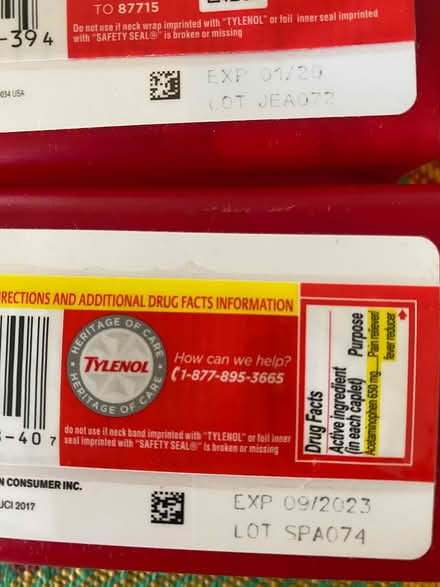 TO 87715
-394
Do not use if neck wrap imprinted with "TYLENOL" or foil inner seal imprinted
with "SAFETY SEAL®" is broken or missing
034 USA
EXP 01/20
LOT JEA072
RECTIONS AND ADDITIONAL DRUG FACTS INFORMATION
HERITAGE OF CARE
TYLENOL
HERITAGE OF CARE
How can we help?
1-877-895-3665
-40 7
do not use if neck band imprinted with "TYLENOL" or foil inner
seal imprinted with "SAFETY SEAL®" is broken or missing
Drug Facts
Active ingredient
(in each caplet) Purpose
Acetaminophen 650 mg Pain reliever/
fever reducer
N CONSUMER INC.
UCI 2017
EXP 09/2023
LOT SPA074